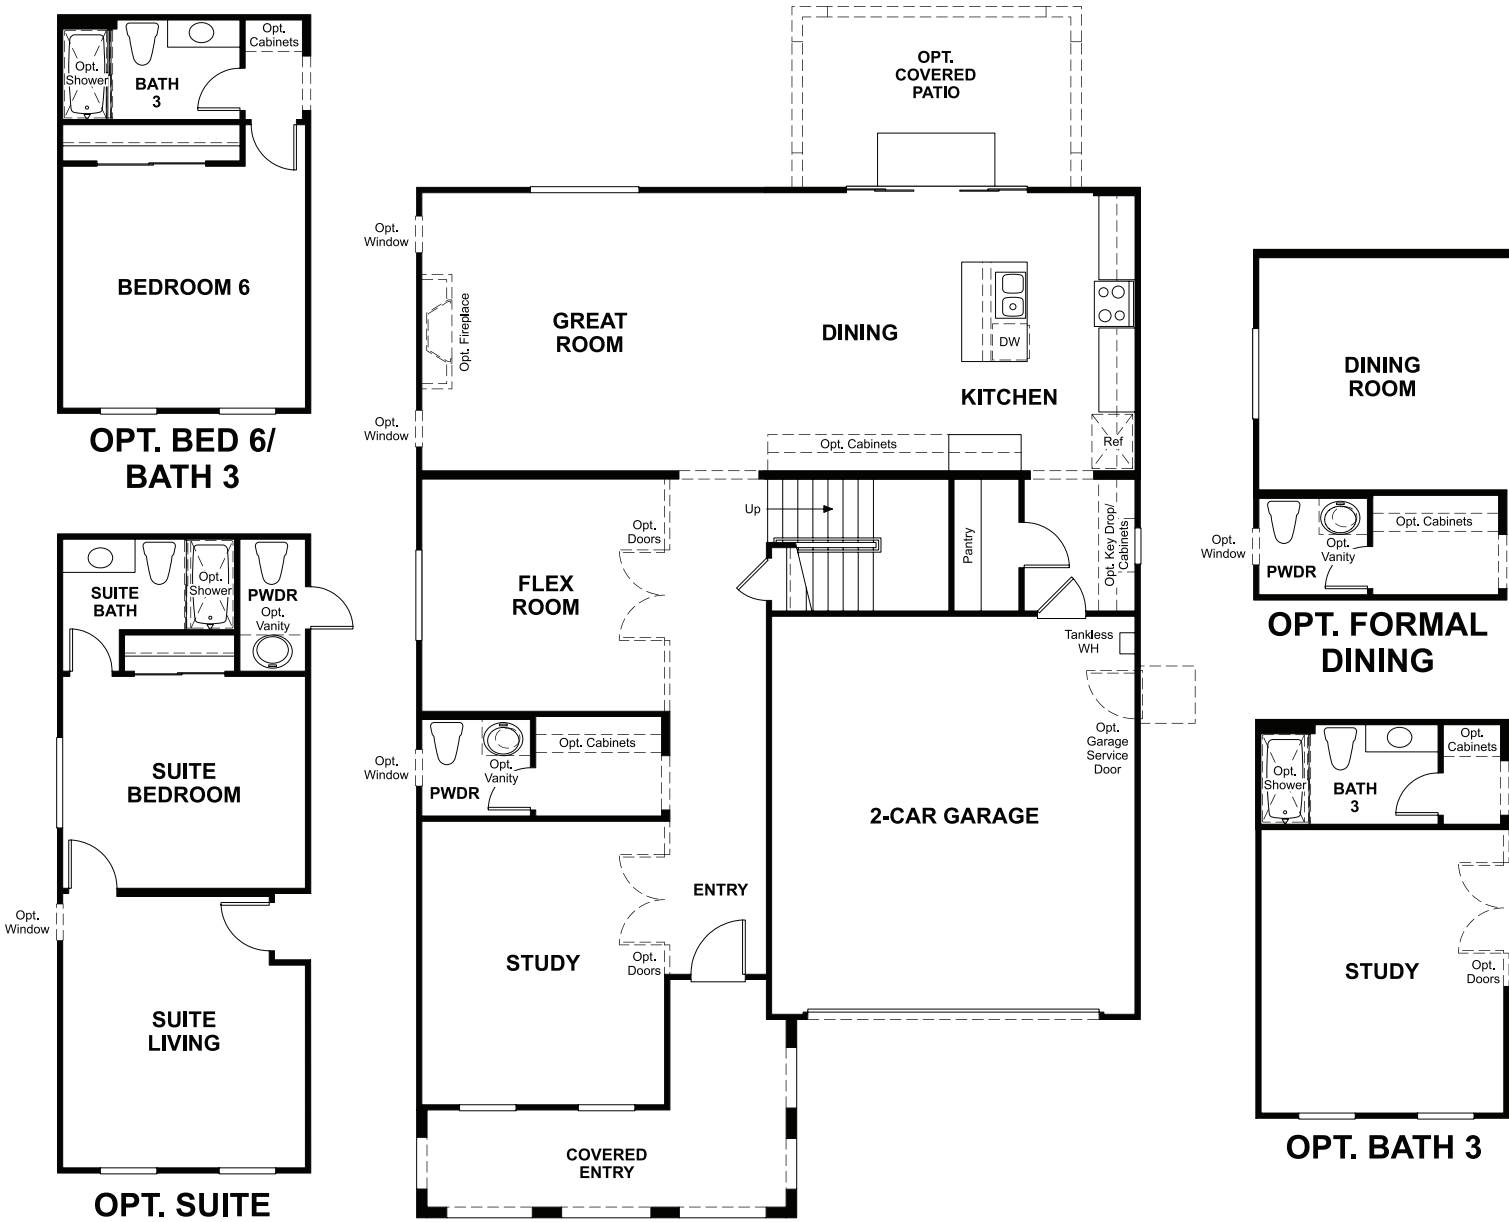 Opt.
Cabinets
Opt.
Shower
BATH
3
BEDROOM 6
OPT. BED 6/
BATH 3
SUITE
BATH
Opt.
Shower
PWDR
Opt.
Vanity
SUITE
BEDROOM
Opt.
Window
SUITE
LIVING
OPT. SUITE
OPT.
COVERED
PATIO
Opt.
Window
Opt. Fireplace
GREAT
ROOM
DINING
DW
KITCHEN
Opt.
Window
Opt. Cabinets
Ref
Up
Opt.
Doors
Pantry
Opt. Key Drop/
Cabinets
FLEX
ROOM
Tankless
WH
Opt.
Garage
Service
Door
Opt.
Window
PWDR
Opt.
Vanity
Opt. Cabinets
2-CAR GARAGE
ENTRY
STUDY
Opt.
Doors
COVERED
ENTRY
DINING
ROOM
Opt.
Window
PWDR
Opt.
Vanity
Opt. Cabinets
OPT. FORMAL
DINING
Opt.
Cabinets
Opt.
Shower
BATH
3
STUDY
Opt.
Doors
OPT. BATH 3